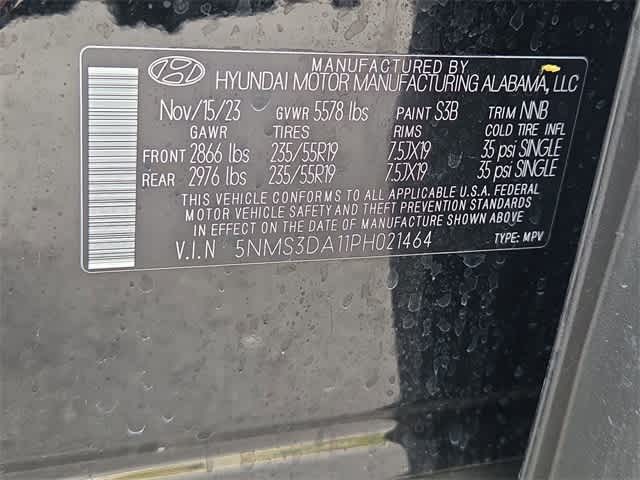 MANUFACTURED BY
HYUNDAI MOTOR MANUFACTURING ALABAMA, LLC
Nov/15/23 GVWR 5578 lbs PAINT S3B TRIM NNB
GAWR TIRES RIMS COLD TIRE INFL
FRONT 2866 lbs 235/55R19 7.5JX19 35 psi SINGLE
REAR 2976 lbs 235/55R19 7.5JX19 35 psi SINGLE
THIS VEHICLE CONFORMS TO ALL APPLICABLE U.S.A. FEDERAL
MOTOR VEHICLE SAFETY AND THEFT PREVENTION STANDARDS
IN EFFECT ON THE DATE OF MANUFACTURE SHOWN ABOVE
V.I.N 5NMS3DA11PH021464 TYPE: MPV